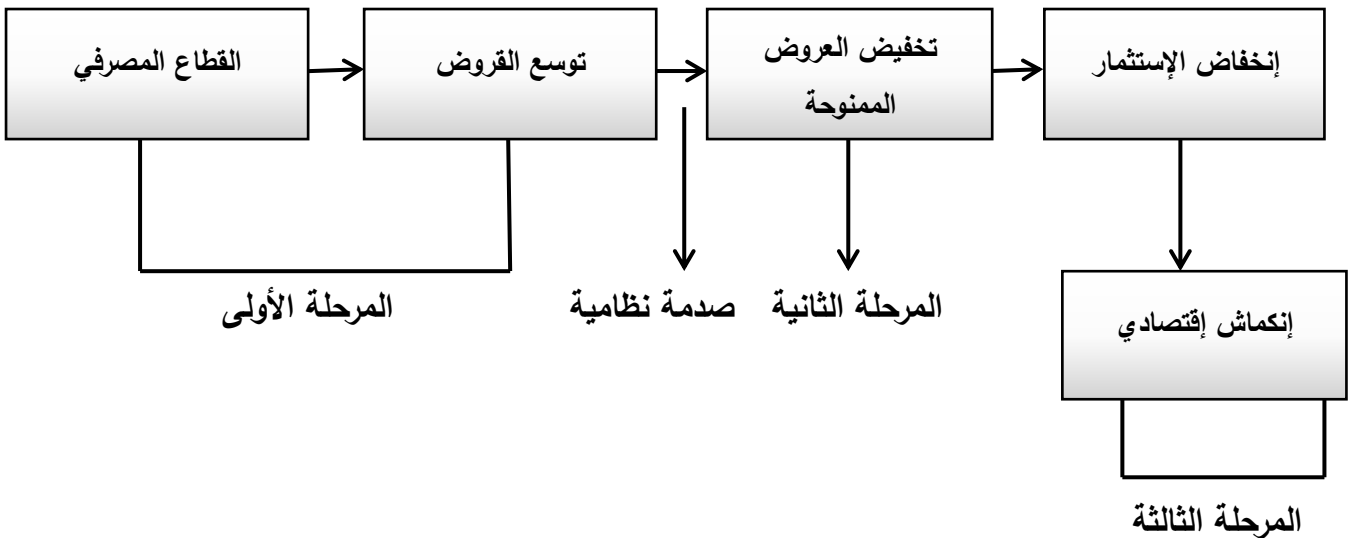 القطاع المصرفي
توسع القروض
تخفيض العروض
الممنوحة
إنخفاض الإستثمار
المرحلة الأولى
صدمة نظامية
المرحلة الثانية
إنكماش إقتصادي
المرحلة الثالثة